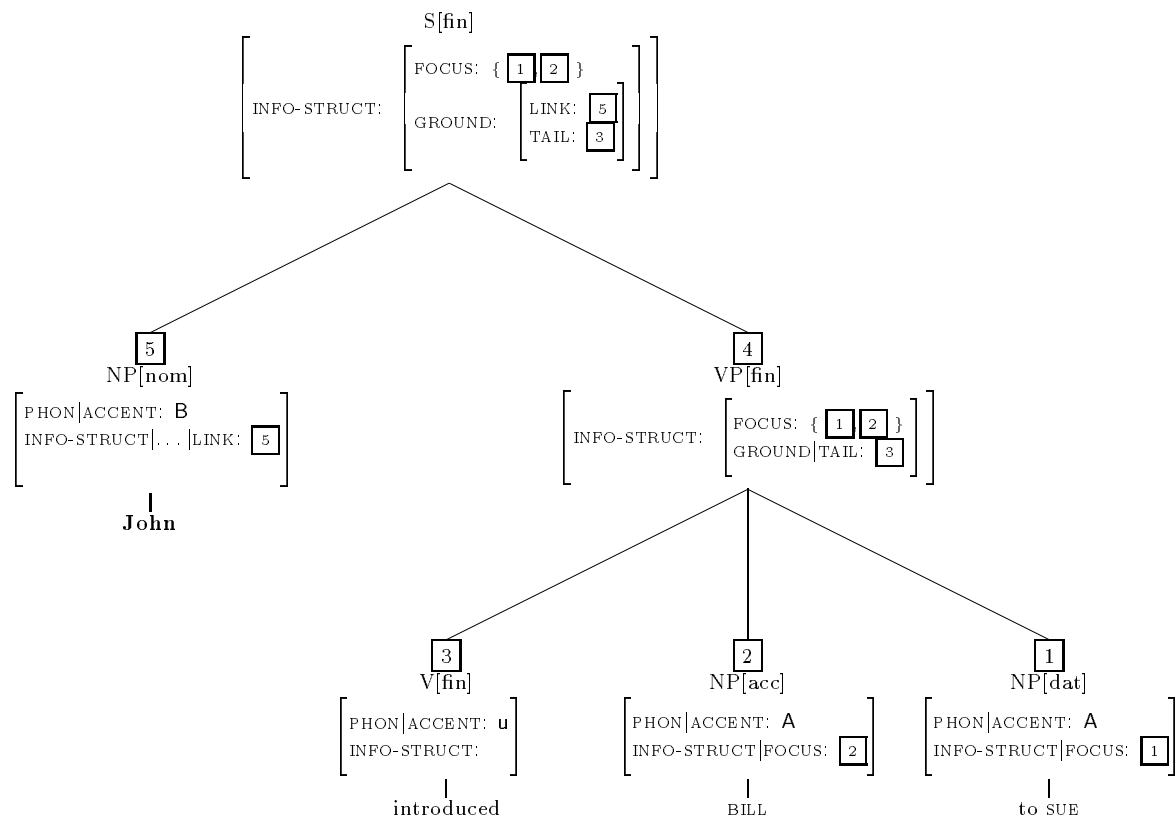 S[fin]
FOCUS: { 1, 2 }
INFO-STRUCT:
LINK: 5
GROUND:
TAIL: 3
5
4
NP[nom]
VP[fin]
PHON|ACCENT: B
INFO-STRUCT|...|LINK: 5
FOCUS: { 1, 2 }
INFO-STRUCT:
GROUND|TAIL: 3
John
3
2
1
V[fin]
NP[acc]
NP[dat]
PHON|ACCENT: u
INFO-STRUCT:
PHON|ACCENT: A
INFO-STRUCT|FOCUS: 2
PHON|ACCENT: A
INFO-STRUCT|FOCUS: 1
introduced
BILL
to SUE